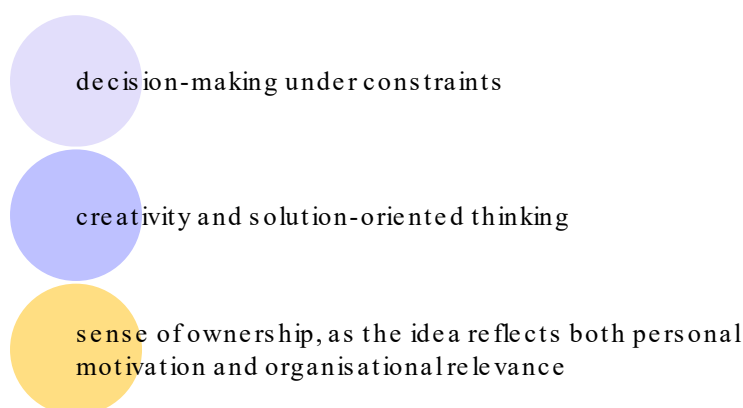 decision-making under constraints
creativity and solution-oriented thinking
sense of ownership, as the idea reflects both personal
motivation and organisational relevance